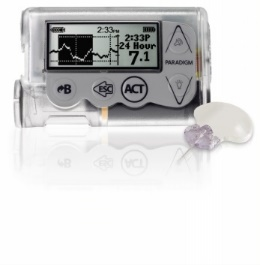 2:33PM
2:33P
-24 Hour
7.1
PARADIGM
B
ESC
ACT